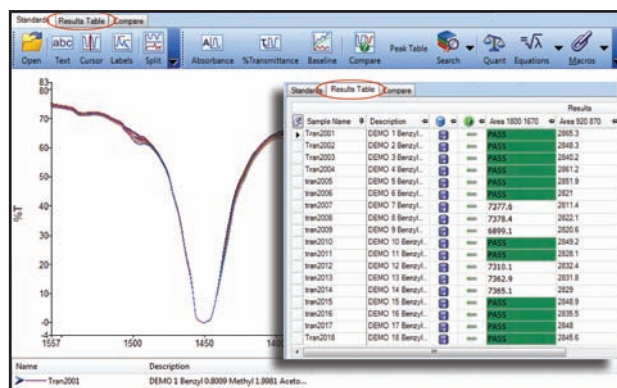 Standards Results Table Compare
Open Text Cursor Labels Split Absorbance %Transmittance Baseline Compare Peak Table Search Quant Equations Macros
abc
83
80
70
60
50
40
30
20
10
-0
-4
%T
1557 1500 1450 1400
Name Description
Tran2001 DEMO 1 Benzyl 0.8009 Methyl 1.9981 Aceto...
Standards Results Table Compare
Results
Sample Name Description Area 1800 1670 Area 920 870
Tran2001 DEMO 1 Benzyl... PASS 2865.3
Tran2002 DEMO 2 Benzyl... PASS 2848.3
Tran2003 DEMO 3 Benzyl... PASS 2840.2
Tran2004 DEMO 4 Benzyl... PASS 2861.2
tran2005 DEMO 5 Benzyl... PASS 2851.9
tran2006 DEMO 6 Benzyl... PASS 2821
tran2007 DEMO 7 Benzyl... 7377.6 2811.4
tran2008 DEMO 8 Benzyl... 7378.4 2822.1
tran2009 DEMO 9 Benzyl... 6899.1 2820.6
tran2010 DEMO 10 Benzyl... PASS 2849.2
tran2011 DEMO 11 Benzyl... PASS 2828.1
tran2012 DEMO 12 Benzyl... 7310.1 2832.4
tran2013 DEMO 13 Benzyl... 7362.9 2831.8
tran2014 DEMO 14 Benzyl... 7365.1 2829
tran2015 DEMO 15 Benzyl... PASS 2848.9
tran2016 DEMO 16 Benzyl... PASS 2835.5
tran2017 DEMO 17 Benzyl... PASS 2848
Tran2018 DEMO 18 Benzyl... PASS 2845.6